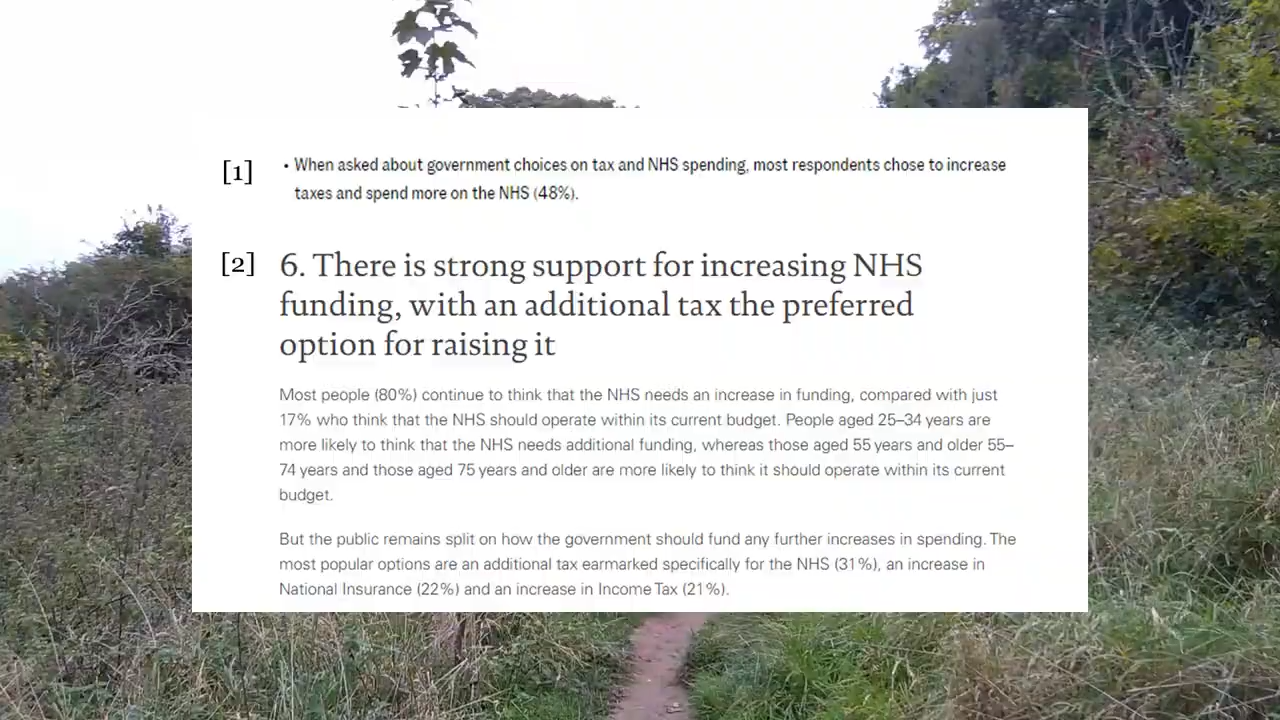 [1] • When asked about government choices on tax and NHS spending, most respondents chose to increase
taxes and spend more on the NHS (48%).
[2] 6. There is strong support for increasing NHS
funding, with an additional tax the preferred
option for raising it
Most people (80%) continue to think that the NHS needs an increase in funding, compared with just
17% who think that the NHS should operate within its current budget. People aged 25–34 years are
more likely to think that the NHS needs additional funding, whereas those aged 55 years and older 55–
74 years and those aged 75 years and older are more likely to think it should operate within its current
budget.
But the public remains split on how the government should fund any further increases in spending. The
most popular options are an additional tax earmarked specifically for the NHS (31%), an increase in
National Insurance (22%) and an increase in Income Tax (21%).